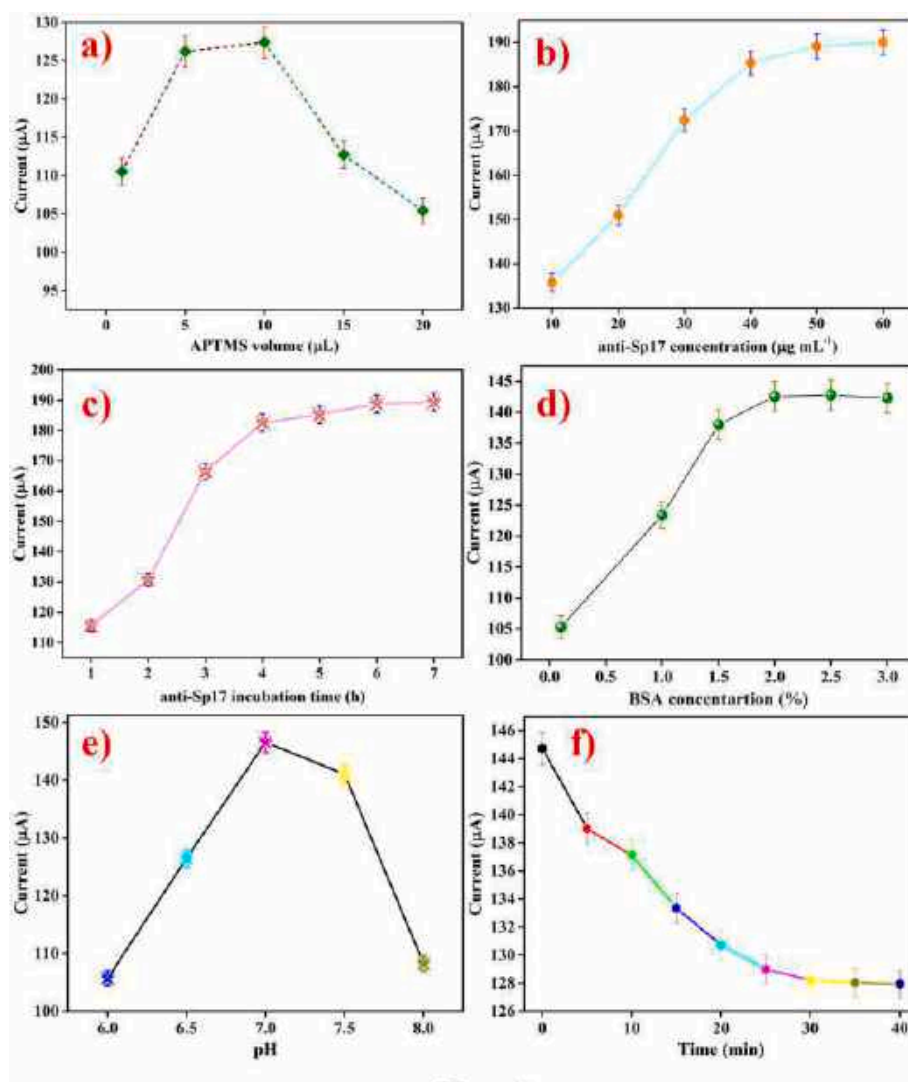 a)
130
125
120
115
110
105
100
95
Current (μA)
0 5 10 15 20
APTMS volume (μL)
b)
190
180
170
160
150
140
130
Current (μA)
10 20 30 40 50 60
anti-Sp17 concentration (μg mL⁻¹)
c)
200
190
180
170
160
150
140
130
120
110
Current (μA)
1 2 3 4 5 6 7
anti-Sp17 incubation time (h)
d)
145
140
135
130
125
120
115
110
105
100
Current (μA)
0.0 0.5 1.0 1.5 2.0 2.5 3.0
BSA concentartion (%)
e)
150
140
130
120
110
100
Current (μA)
6.0 6.5 7.0 7.5 8.0
pH
f)
146
144
142
140
138
136
134
132
130
128
126
Current (μA)
0 10 20 30 40
Time (min)